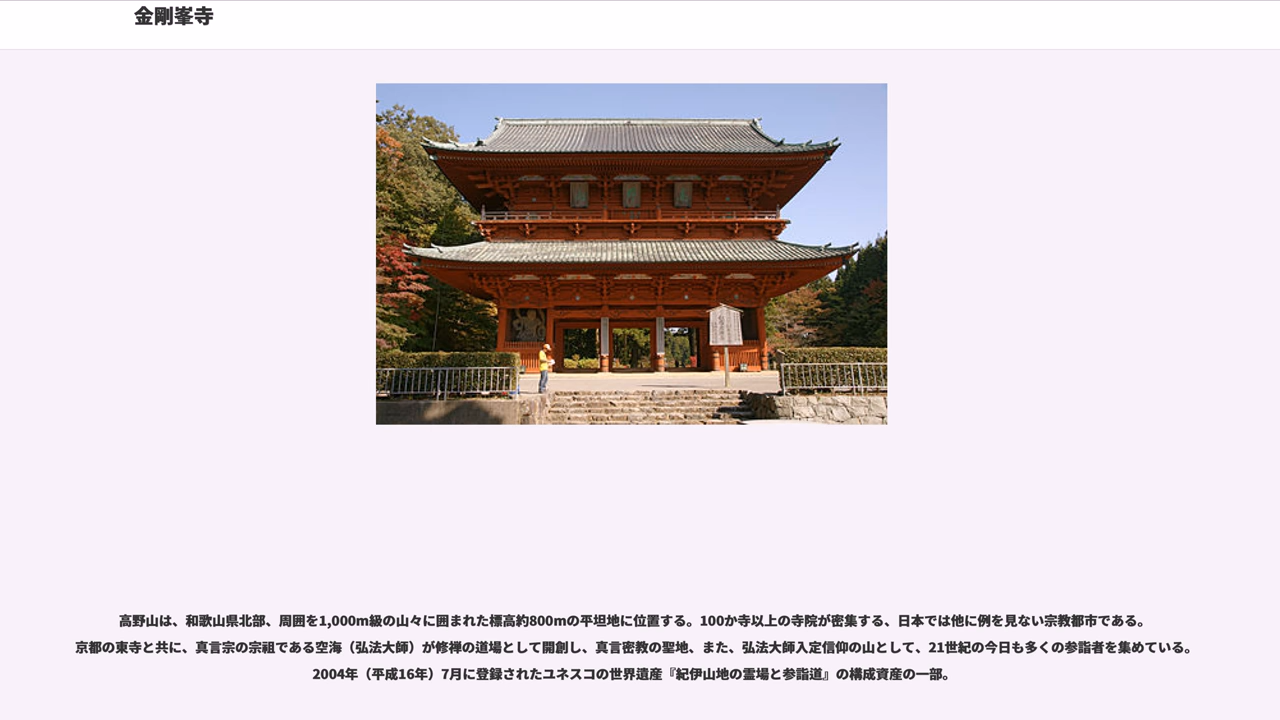 金剛峯寺
高野山は、和歌山県北部、周囲を1,000m級の山々に囲まれた標高約800mの平坦地に位置する。100か寺以上の寺院が密集する、日本では他に例を見ない宗教都市である。
京都の東寺と共に、真言宗の宗祖である空海（弘法大師）が修禅の道場として開創し、真言密教の聖地、また、弘法大師入定信仰の山として、21世紀の今日も多くの参詣者を集めている。
2004年（平成16年）7月に登録されたユネスコの世界遺産『紀伊山地の霊場と参詣道』の構成資産の一部。